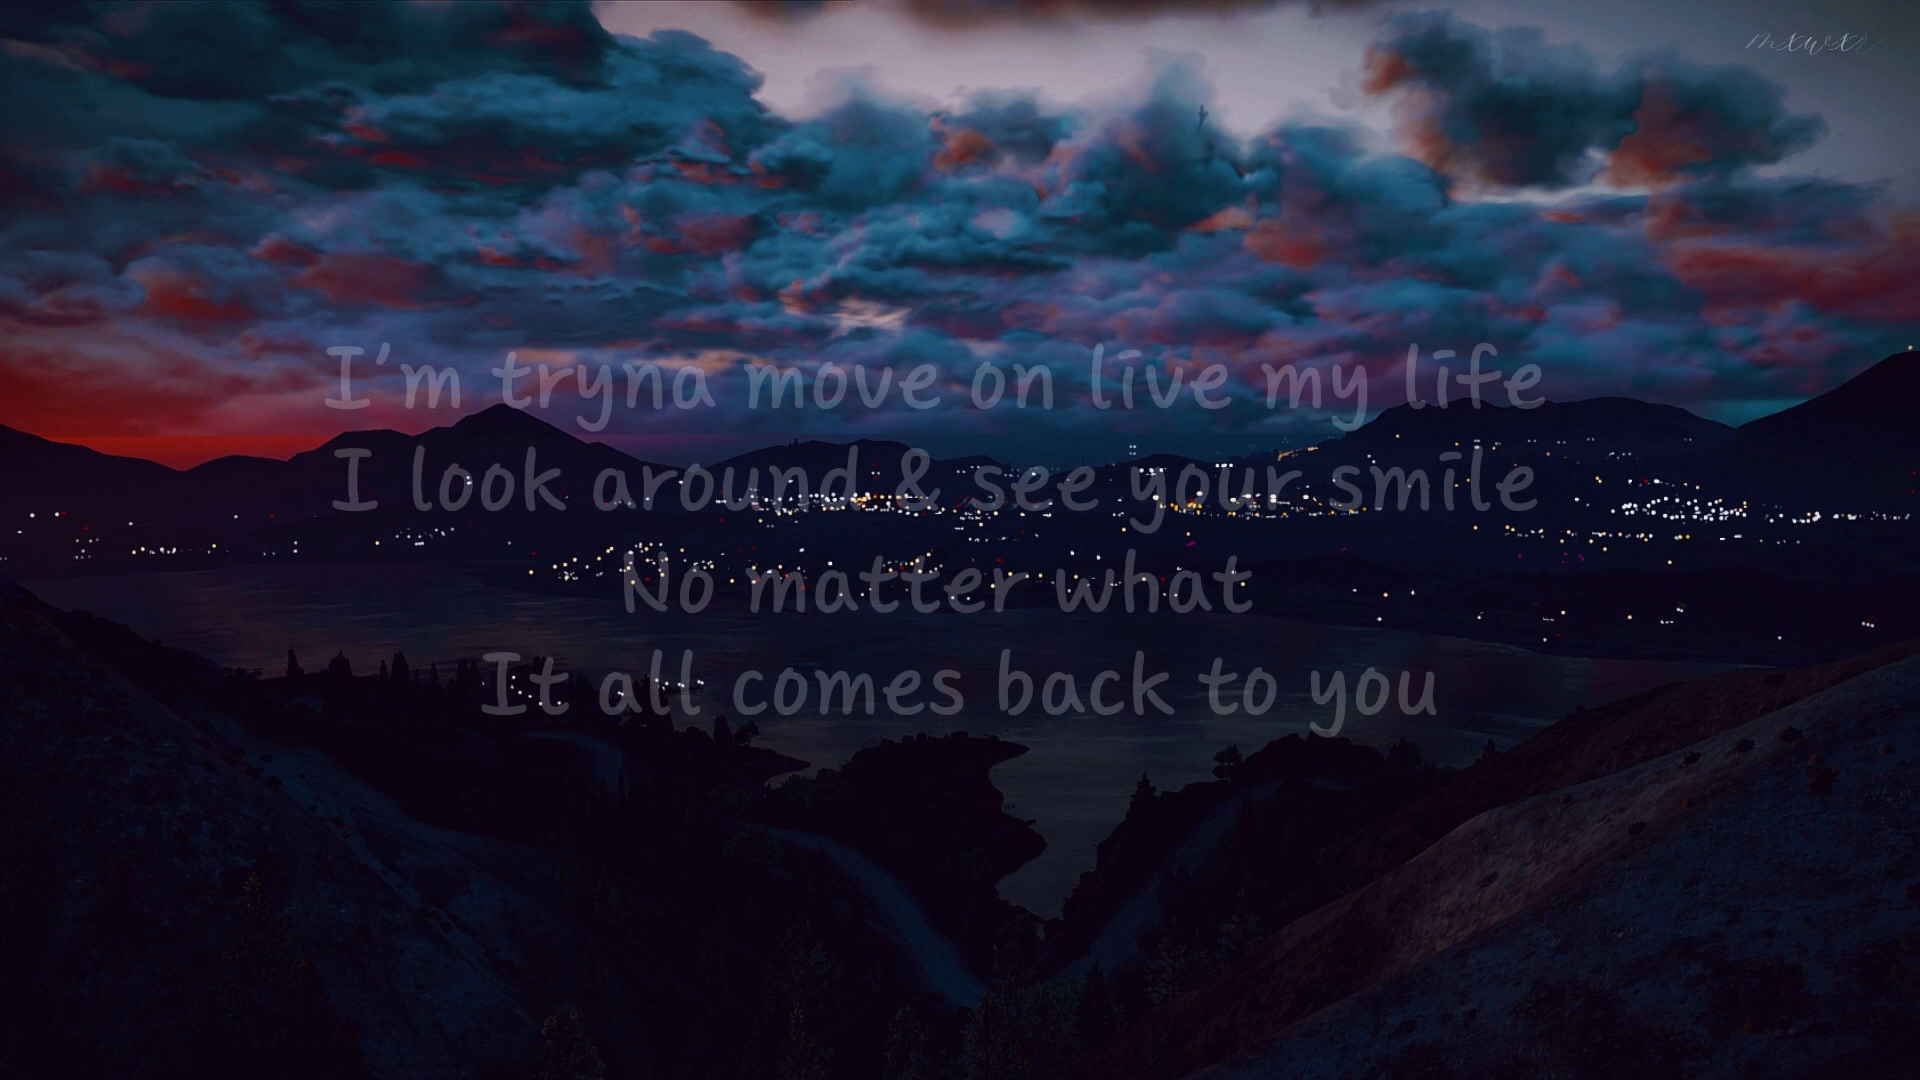 mxwxr
I'm tryna move on live my life
I look around & see your smile
No matter what
It all comes back to you